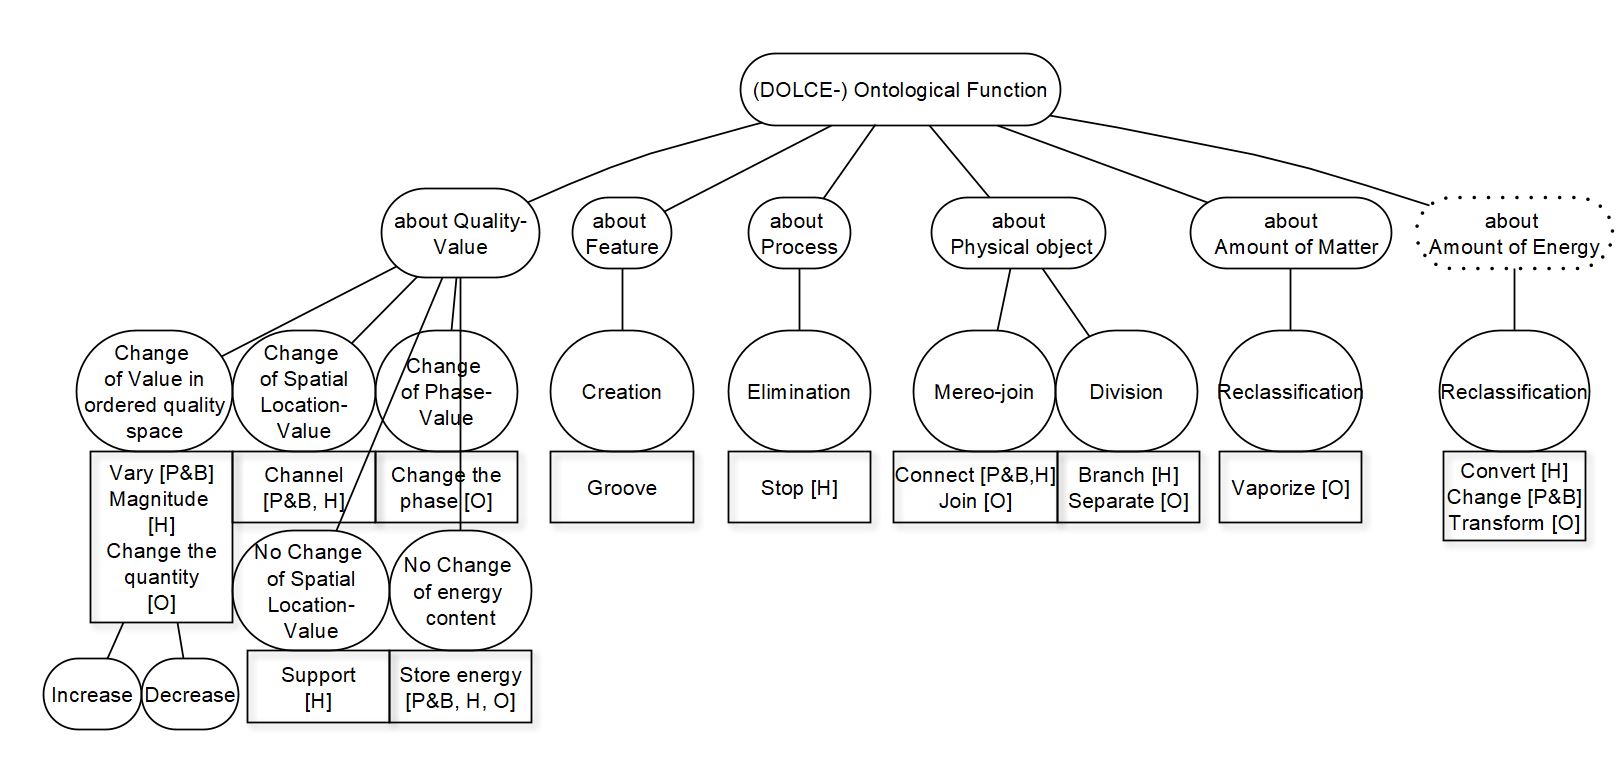 (DOLCE-) Ontological Function
about Quality-
Value
about
Feature
about
Process
about
Physical object
about
Amount of Matter
about
Amount of Energy
Change
of Value in
ordered quality
space
Change
of Spatial
Location-
Value
Change
of Phase-
Value
Creation
Elimination
Mereo-join
Division
Reclassification
Reclassification
Vary [P&B]
Magnitude
[H]
Change the
quantity
[O]
Channel
[P&B, H]
Change the
phase [O]
Groove
Stop [H]
Connect [P&B,H]
Join [O]
Branch [H]
Separate [O]
Vaporize [O]
Convert [H]
Change [P&B]
Transform [O]
No Change
of Spatial
Location-
Value
No Change
of energy
content
Increase
Decrease
Support
[H]
Store energy
[P&B, H, O]